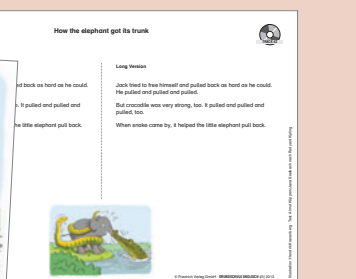 How the elephant got its trunk
ed back as hard as he could.
. It pulled and pulled and
he little elephant pull back.
Long Version
Jack tried to free himself and pulled back as hard as he could.
He pulled and pulled and pulled.
But crocodile was very strong, too. It pulled and pulled and
pulled, too.
When snake came by, it helped the little elephant pull back.
© Friedrich Verlag GmbH